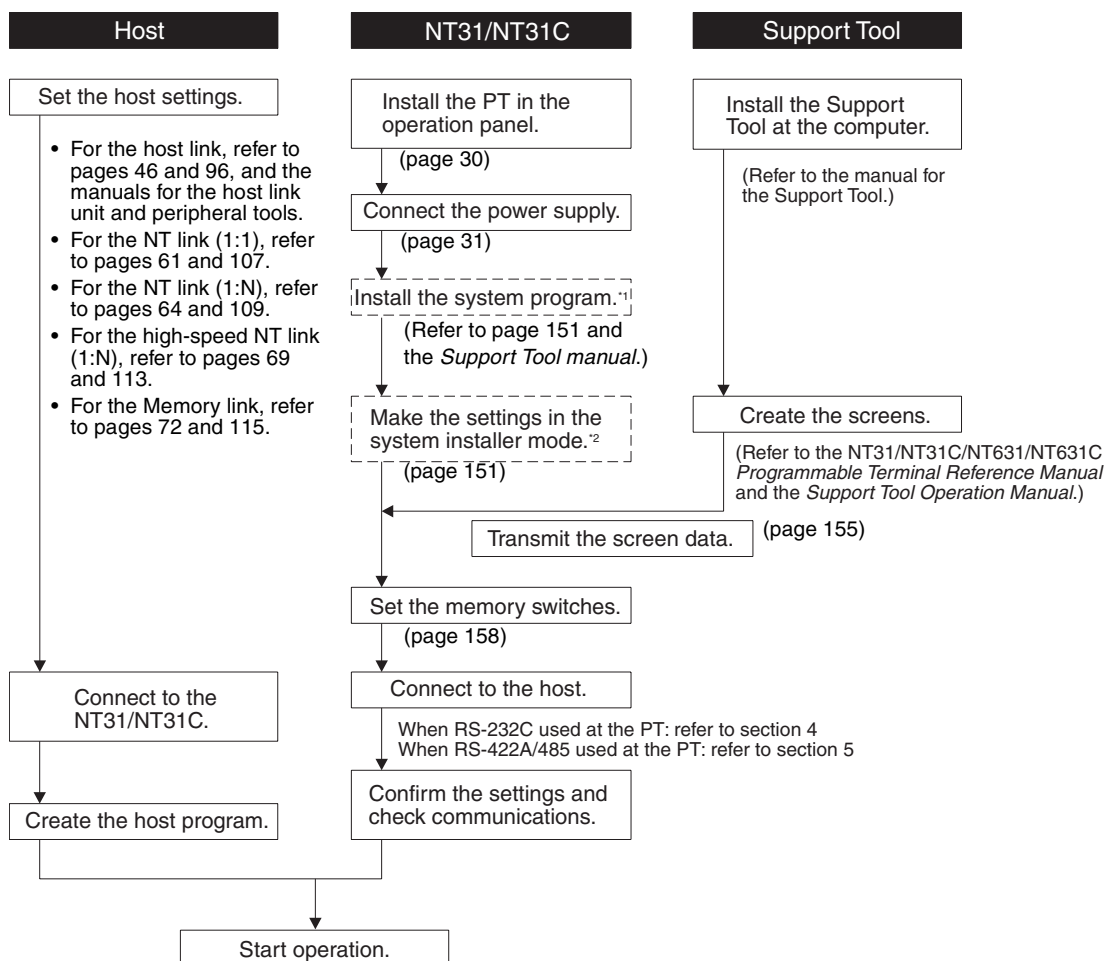 Host
NT31/NT31C
Support Tool
Set the host settings.
• For the host link, refer to
pages 46 and 96, and the
manuals for the host link
unit and peripheral tools.
• For the NT link (1:1), refer
to pages 61 and 107.
• For the NT link (1:N), refer
to pages 64 and 109.
• For the high-speed NT link
(1:N), refer to pages 69
and 113.
• For the Memory link, refer
to pages 72 and 115.
Connect to the
NT31/NT31C.
Create the host program.
Install the PT in the
operation panel.
(page 30)
Connect the power supply.
(page 31)
Install the system program.*1
(Refer to page 151 and
the Support Tool manual.)
Make the settings in the
system installer mode.*2
(page 151)
Install the Support
Tool at the computer.
(Refer to the manual for
the Support Tool.)
Create the screens.
(Refer to the NT31/NT31C/NT631/NT631C
Programmable Terminal Reference Manual
and the Support Tool Operation Manual.)
Transmit the screen data.
(page 155)
Set the memory switches.
(page 158)
Connect to the host.
When RS-232C used at the PT: refer to section 4
When RS-422A/485 used at the PT: refer to section 5
Confirm the settings and
check communications.
Start operation.